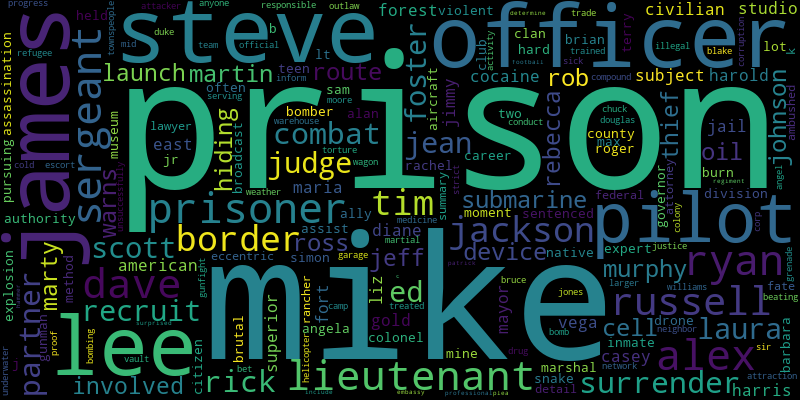 progress
attacker
anyone
responsible
outlaw
steve
officer
duke
team
official
b
forest
violent
civilian
studio
townspeople
mid
lt
club
activity
clan
hard
brian
trained
terry
determine
trade
illegal
blake
corruption
lot
k
held
james
sergeant
refugee
assassination
pursuing
launch
martin
route
foster
cocaine
rob
subject
harold
teen
inform
serving
often
sam
moore
alan
aircraft
jimmy
football
compound
sick
ambushed
prison
museum
lawyer
east
jr
hiding
broadcast
bomber
combat
warehouse
torture
wagon
weather
judge
jean
rachel
two
conduct
career
rebecca
chuck
douglas
max
county
roger
thief
jail
oil
burn
regiment
johnson
angel
cold
escort
unsuccessfully
warns
maria
tim
strict
summary
submarine
federal
attorney
governor
division
prisoner
ally
medicine
diane
moment
sentenced
colony
justice
corp
authority
border
assist
ross
simon
martial
jackson
native
expert
pilot
scott
eccentric
garage
jeff
device
patrick
murphy
larger
williams
fate
grenade
beating
american
gunfight
mike
explosion
marty
method
dave
fort
rancher
liz
ed
treated
bruce
jones
vega
bomb
russell
ryan
drone
neighbor
partner
gunman
proof
bombing
recruit
superior
helicopter
camp
angela
gold
colonel
mayor
mine
drug
marshal
snake
detail
cell
inmate
casey
network
laura
sir
barbara
lee
vault
surprised
citizen
brutal
bet
underwater
involved
rick
lieutenant
include
embassy
professional
plea
surrender
alex
attraction
harris